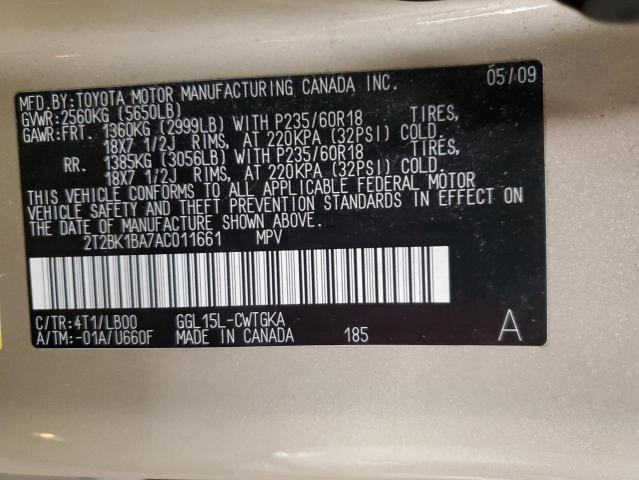 MFD.BY:TOYOTA MOTOR MANUFACTURING CANADA INC. 05/09
GVWR:2560KG (5650LB)
GAWR:FRT. 1360KG (2999LB) WITH P235/60R18 TIRES,
18X7 1/2J RIMS, AT 220KPA (32PSI) COLD.
RR. 1385KG (3056LB) WITH P235/60R18 TIRES,
18X7 1/2J RIMS, AT 220KPA (32PSI) COLD.
THIS VEHICLE CONFORMS TO ALL APPLICABLE FEDERAL MOTOR
VEHICLE SAFETY AND THEFT PREVENTION STANDARDS IN EFFECT ON
THE DATE OF MANUFACTURE SHOWN ABOVE.
2T2BK1BA7AC011661 MPV
C/TR:4T1/LB00 GGL15L-CWTGKA
A/TM:-01A/U660F MADE IN CANADA 185 A